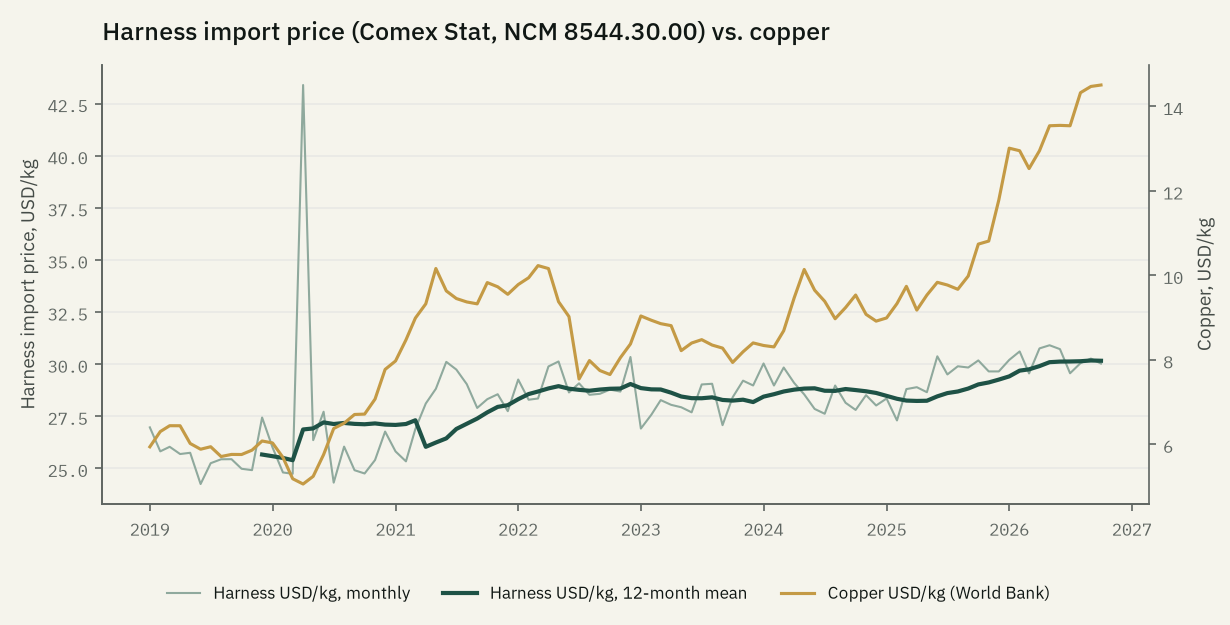 Harness import price (Comex Stat, NCM 8544.30.00) vs. copper
Harness import price, USD/kg
42.5
40.0
37.5
35.0
32.5
30.0
27.5
25.0
14
12
10
8
6
Copper, USD/kg
2019 2020 2021 2022 2023 2024 2025 2026 2027
Harness USD/kg, monthly Harness USD/kg, 12-month mean Copper USD/kg (World Bank)